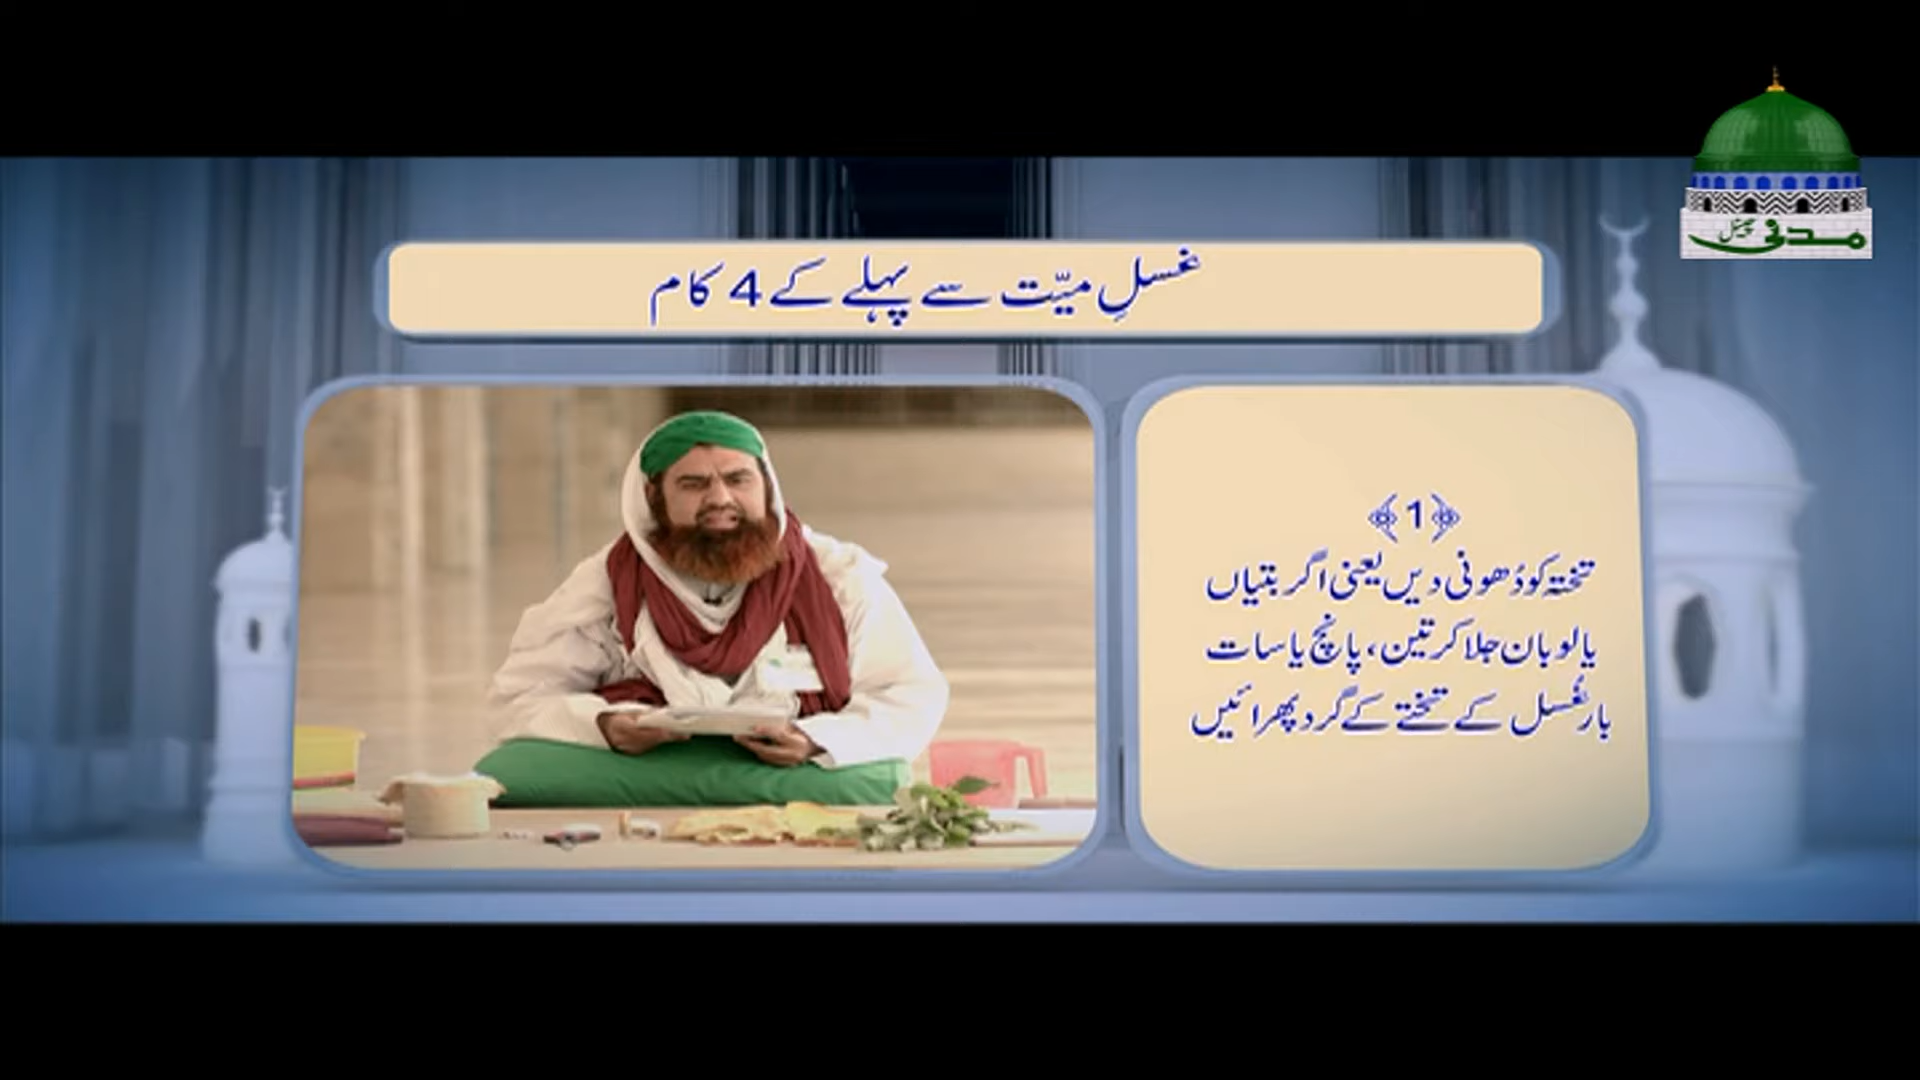 مدنی چینل
غسلِ میّت سے پہلے کے 4 کام
﴿1﴾
تختہ کو دُھونی دیں یعنی اگر بتیاں
یا لوبان جلا کر تین، پانچ یا سات
بار غُسل کے تختے کے گرد پھرائیں